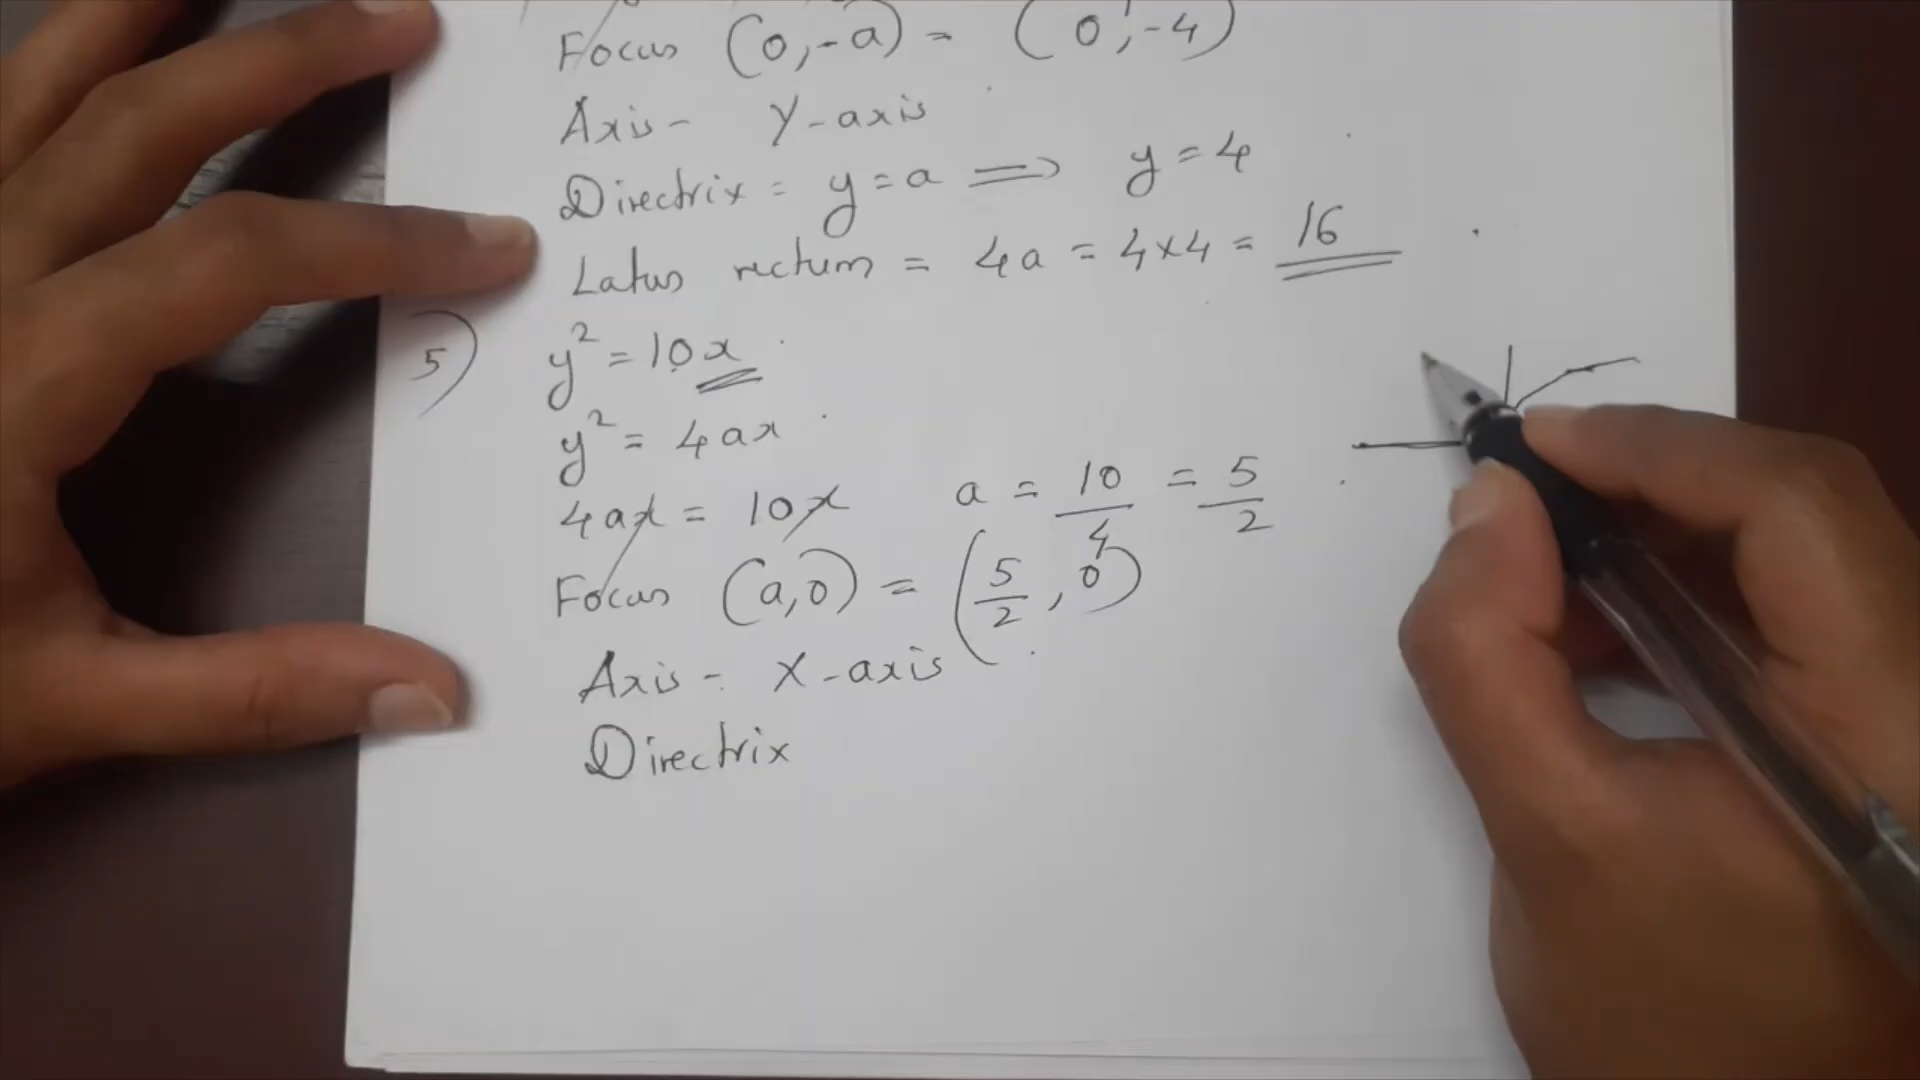 Focus (0,-a) = (0,-4)
Axis - Y-axis
Directrix = y=a ⟹ y=4
Latus rectum = 4a = 4×4 = 16
5) y² = 10x
y² = 4ax
4ax = 10x a = 10/4 = 5/2
Focus (a,0) = (5/2, 0)
Axis - X-axis
Directrix